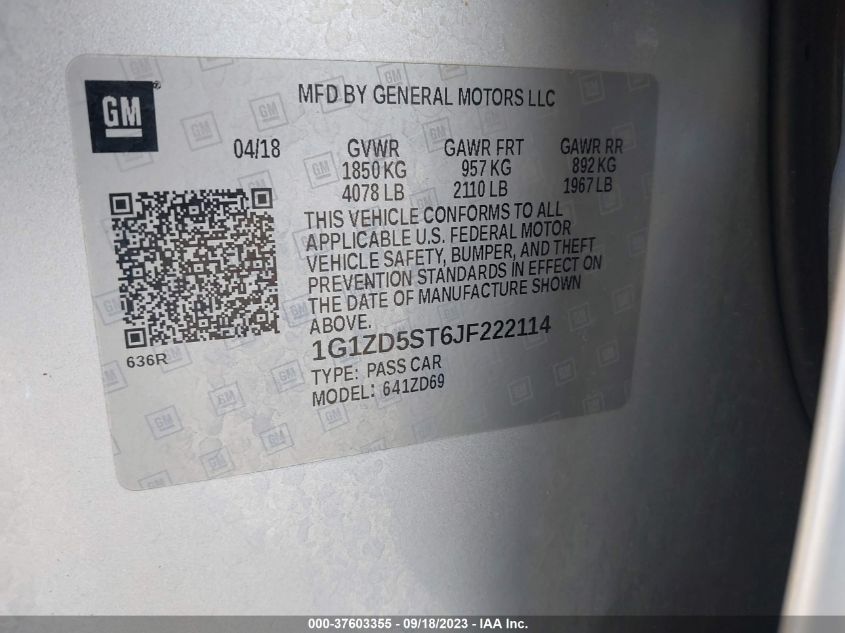 GM®
MFD BY GENERAL MOTORS LLC
04/18 GVWR GAWR FRT GAWR RR
1850 KG 957 KG 892 KG
4078 LB 2110 LB 1967 LB
THIS VEHICLE CONFORMS TO ALL
APPLICABLE U.S. FEDERAL MOTOR
VEHICLE SAFETY, BUMPER, AND THEFT
PREVENTION STANDARDS IN EFFECT ON
THE DATE OF MANUFACTURE SHOWN
ABOVE.
636R
1G1ZD5ST6JF222114
TYPE: PASS CAR
MODEL: 641ZD69
000-37603355 - 09/18/2023 - IAA Inc.